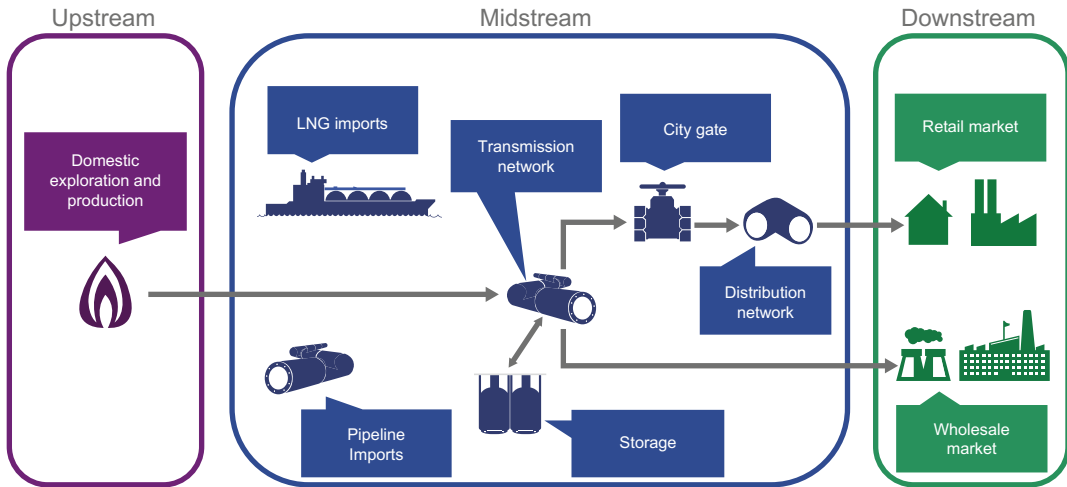 Upstream
Midstream
Downstream
LNG imports
City gate
Retail market
Transmission
network
Domestic
exploration and
production
Distribution
network
Pipeline
Imports
Storage
Wholesale
market